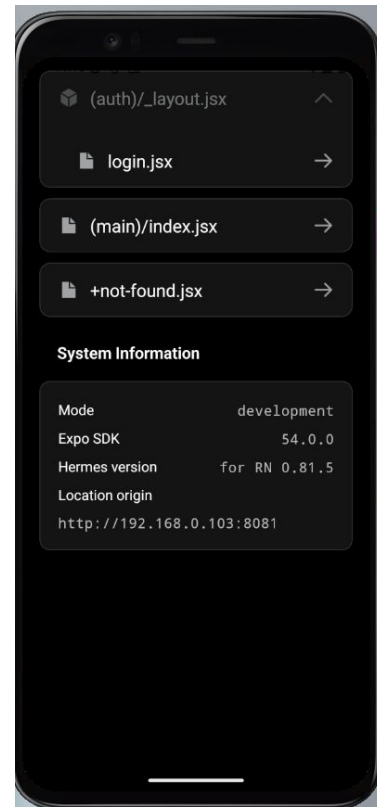 (auth)/_layout.jsx
login.jsx
(main)/index.jsx
+not-found.jsx
System Information
Mode development
Expo SDK 54.0.0
Hermes version for RN 0.81.5
Location origin
http://192.168.0.103:8081